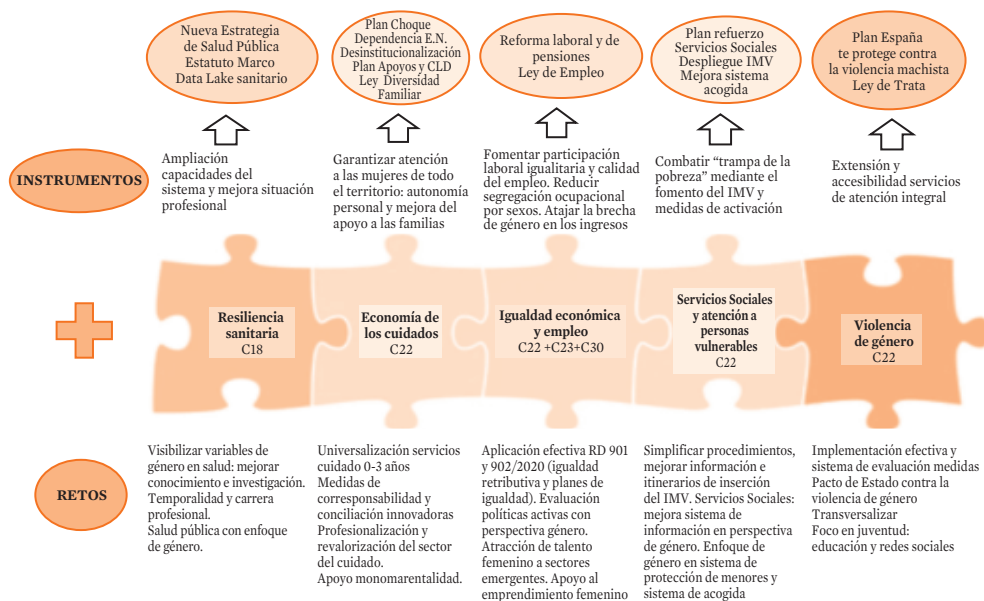 Nueva Estrategia
de Salud Pública
Estatuto Marco
Data Lake sanitario
Plan Choque
Dependencia E.N.
Desinstitucionalización
Plan Apoyos y CLD
Ley Diversidad
Familiar
Reforma laboral y de
pensiones
Ley de Empleo
Plan refuerzo
Servicios Sociales
Despliegue IMV
Mejora sistema
acogida
Plan España
te protege contra
la violencia machista
Ley de Trata
INSTRUMENTOS
Ampliación
capacidades del
sistema y mejora situación
profesional
Garantizar atención
a las mujeres de todo
el territorio: autonomía
personal y mejora del
apoyo a las familias
Fomentar participación
laboral igualitaria y calidad
del empleo. Reducir
segregación ocupacional
por sexos. Atajar la brecha
de género en los ingresos
Combatir “trampa de la
pobreza” mediante el
fomento del IMV y
medidas de activación
Extensión y
accesibilidad servicios
de atención integral
Resiliencia
sanitaria
C18
Economía de
los cuidados
C22
Igualdad económica
y empleo
C22 +C23+C30
Servicios Sociales
y atención a
personas
vulnerables
C22
Violencia
de género
C22
RETOS
Visibilizar variables de
género en salud: mejorar
conocimiento e investigación.
Temporalidad y carrera
profesional.
Salud pública con enfoque
de género.
Universalización servicios
cuidado 0-3 años
Medidas de
corresponsabilidad y
conciliación innovadoras
Profesionalización y
revalorización del sector
del cuidado.
Apoyo monomarentalidad.
Aplicación efectiva RD 901
y 902/2020 (igualdad
retributiva y planes de
igualdad). Evaluación
políticas activas con
perspectiva género.
Atracción de talento
femenino a sectores
emergentes. Apoyo al
emprendimiento femenino
Simplificar procedimientos,
mejorar información e
itinerarios de inserción
del IMV. Servicios Sociales:
mejora sistema de
información en perspectiva
de género. Enfoque de
género en sistema de
protección de menores y
sistema de acogida
Implementación efectiva y
sistema de evaluación medidas
Pacto de Estado contra la
violencia de género
Transversalizar
Foco en juventud:
educación y redes sociales